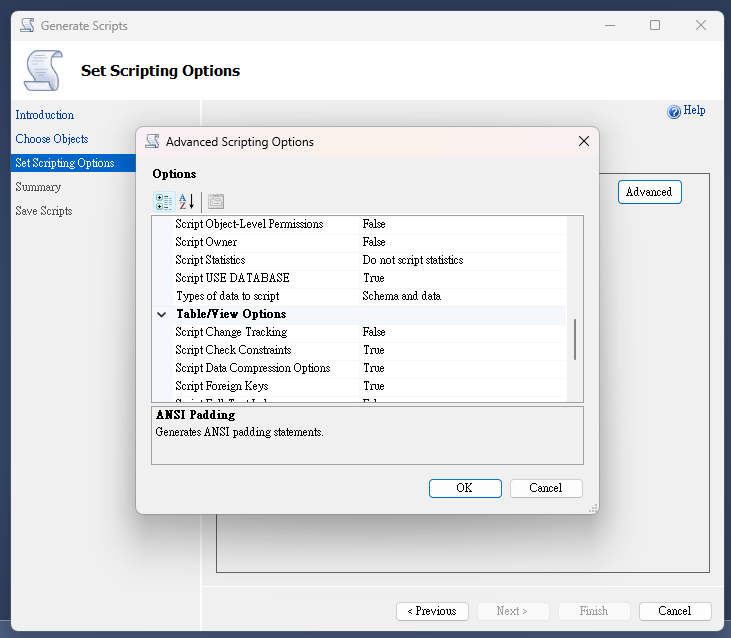 Generate Scripts
Set Scripting Options
Introduction
Choose Objects
Set Scripting Options
Summary
Save Scripts
Help
Advanced
Advanced Scripting Options
Options
Script Object-Level Permissions False
Script Owner False
Script Statistics Do not script statistics
Script USE DATABASE True
Types of data to script Schema and data
Table/View Options
Script Change Tracking False
Script Check Constraints True
Script Data Compression Options True
Script Foreign Keys True
ANSI Padding
Generates ANSI padding statements.
OK Cancel
< Previous Next > Finish Cancel